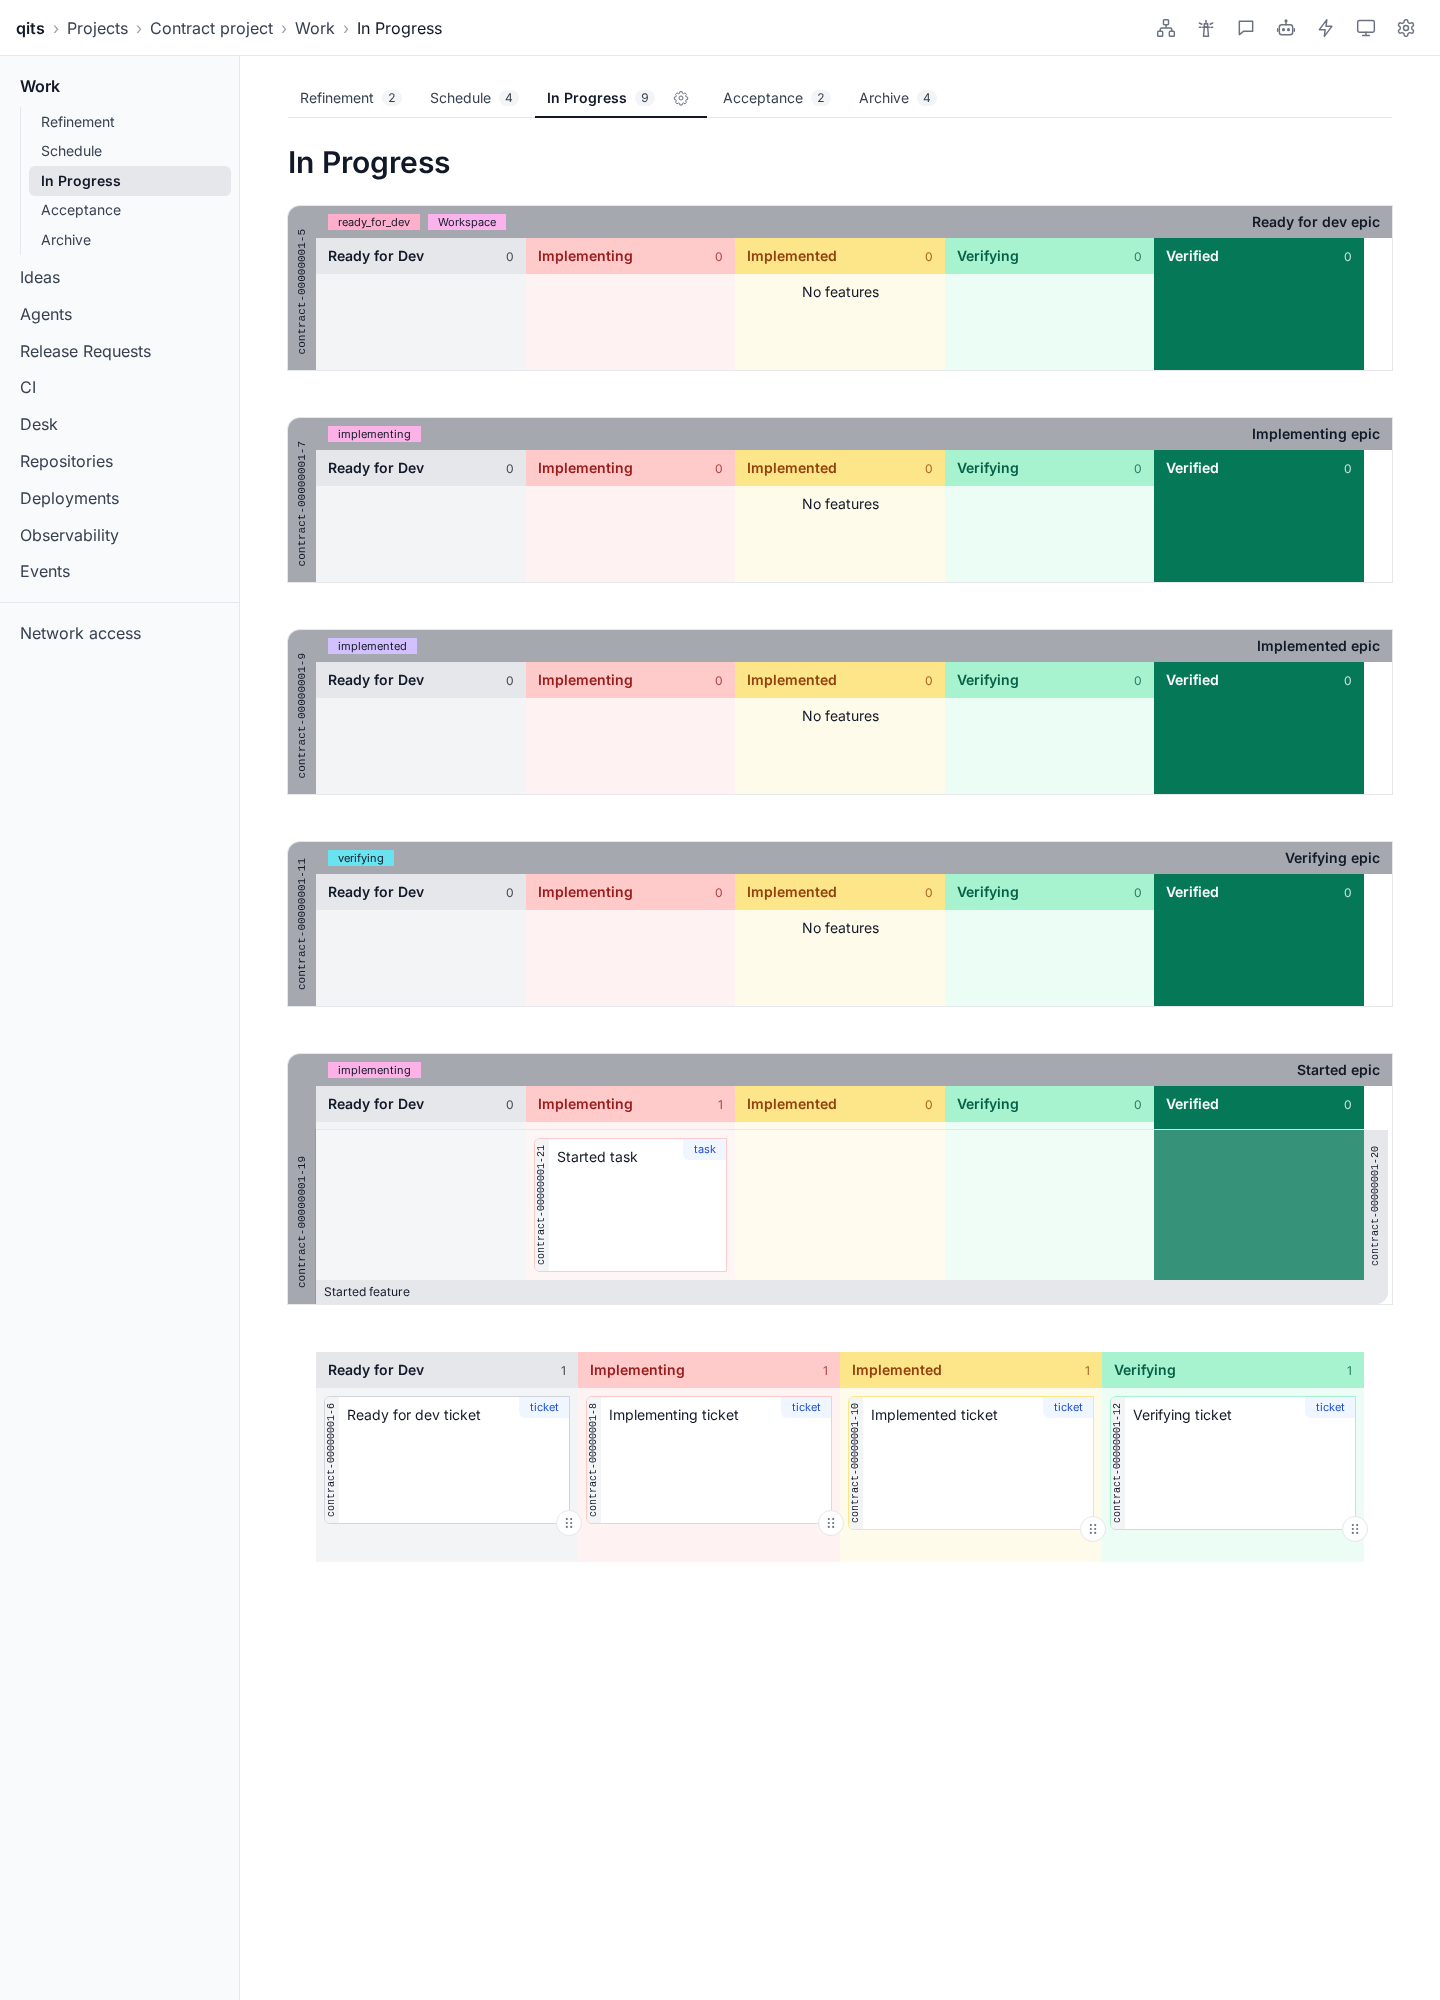 qits › Projects › Contract project › Work › In Progress
Work
Refinement
Schedule
In Progress
Acceptance
Archive
Ideas
Agents
Release Requests
CI
Desk
Repositories
Deployments
Observability
Events
Network access
Refinement 2 Schedule 4 In Progress 9 Acceptance 2 Archive 4
In Progress
contract-00000001-5
ready_for_dev Workspace Ready for dev epic
Ready for Dev 0 Implementing 0 Implemented 0 Verifying 0 Verified 0
No features
contract-00000001-7
implementing Implementing epic
Ready for Dev 0 Implementing 0 Implemented 0 Verifying 0 Verified 0
No features
contract-00000001-9
implemented Implemented epic
Ready for Dev 0 Implementing 0 Implemented 0 Verifying 0 Verified 0
No features
contract-00000001-11
verifying Verifying epic
Ready for Dev 0 Implementing 0 Implemented 0 Verifying 0 Verified 0
No features
contract-00000001-19
implementing Started epic
Ready for Dev 0 Implementing 1 Implemented 0 Verifying 0 Verified 0
contract-00000001-21
Started task task
contract-00000001-20
Started feature
Ready for Dev 1 Implementing 1 Implemented 1 Verifying 1
contract-00000001-6
Ready for dev ticket ticket
contract-00000001-8
Implementing ticket ticket
contract-00000001-10
Implemented ticket ticket
contract-00000001-12
Verifying ticket ticket